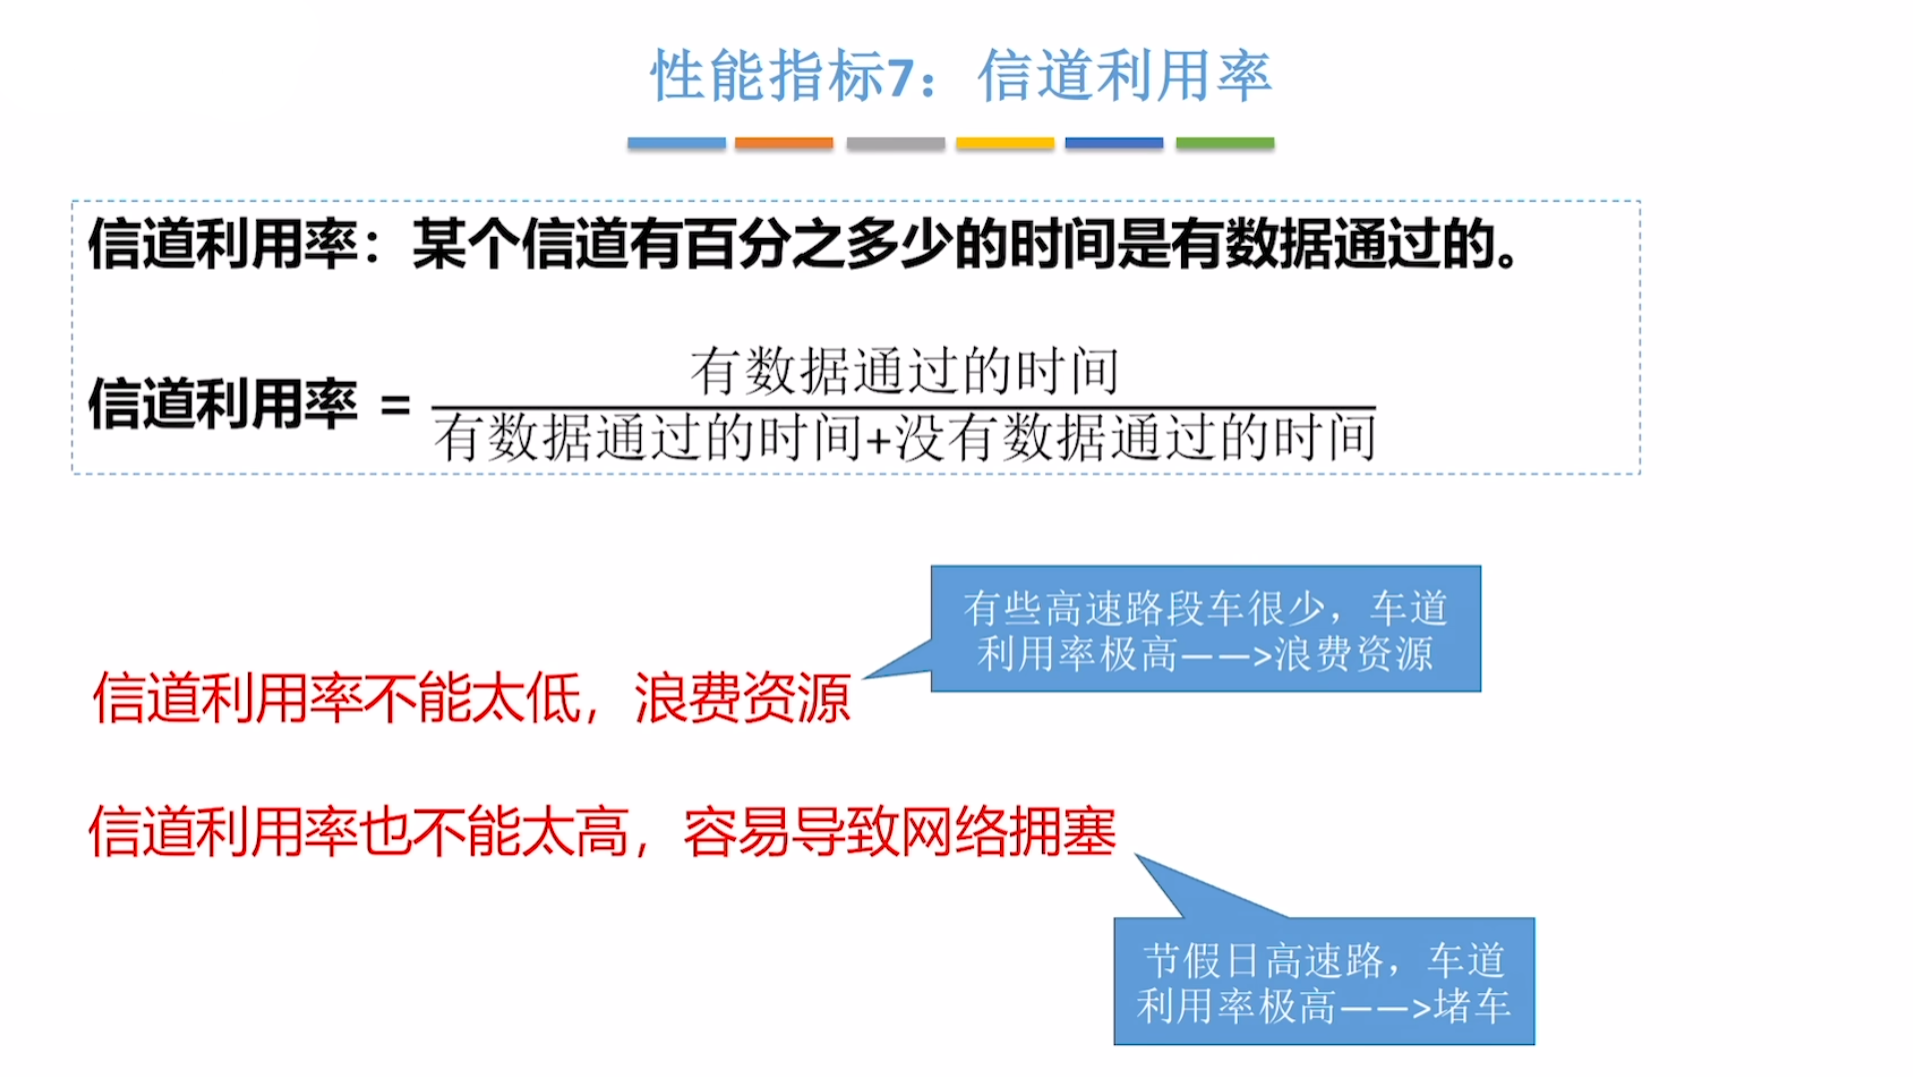 性能指标7：信道利用率
信道利用率：某个信道有百分之多少的时间是有数据通过的。
有数据通过的时间
信道利用率 =
有数据通过的时间+没有数据通过的时间
有些高速路段车很少，车道
利用率极高——>浪费资源
信道利用率不能太低，浪费资源
信道利用率也不能太高，容易导致网络拥塞
节假日高速路，车道
利用率极高——>堵车